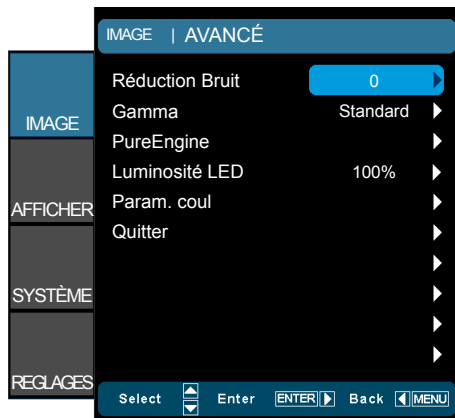 IMAGE | AVANCÉ
Réduction Bruit 0
Gamma Standard
PureEngine
Luminosité LED 100%
Param. coul
Quitter
IMAGE
AFFICHER
SYSTÈME
REGLAGES
Select Enter ENTER Back MENU